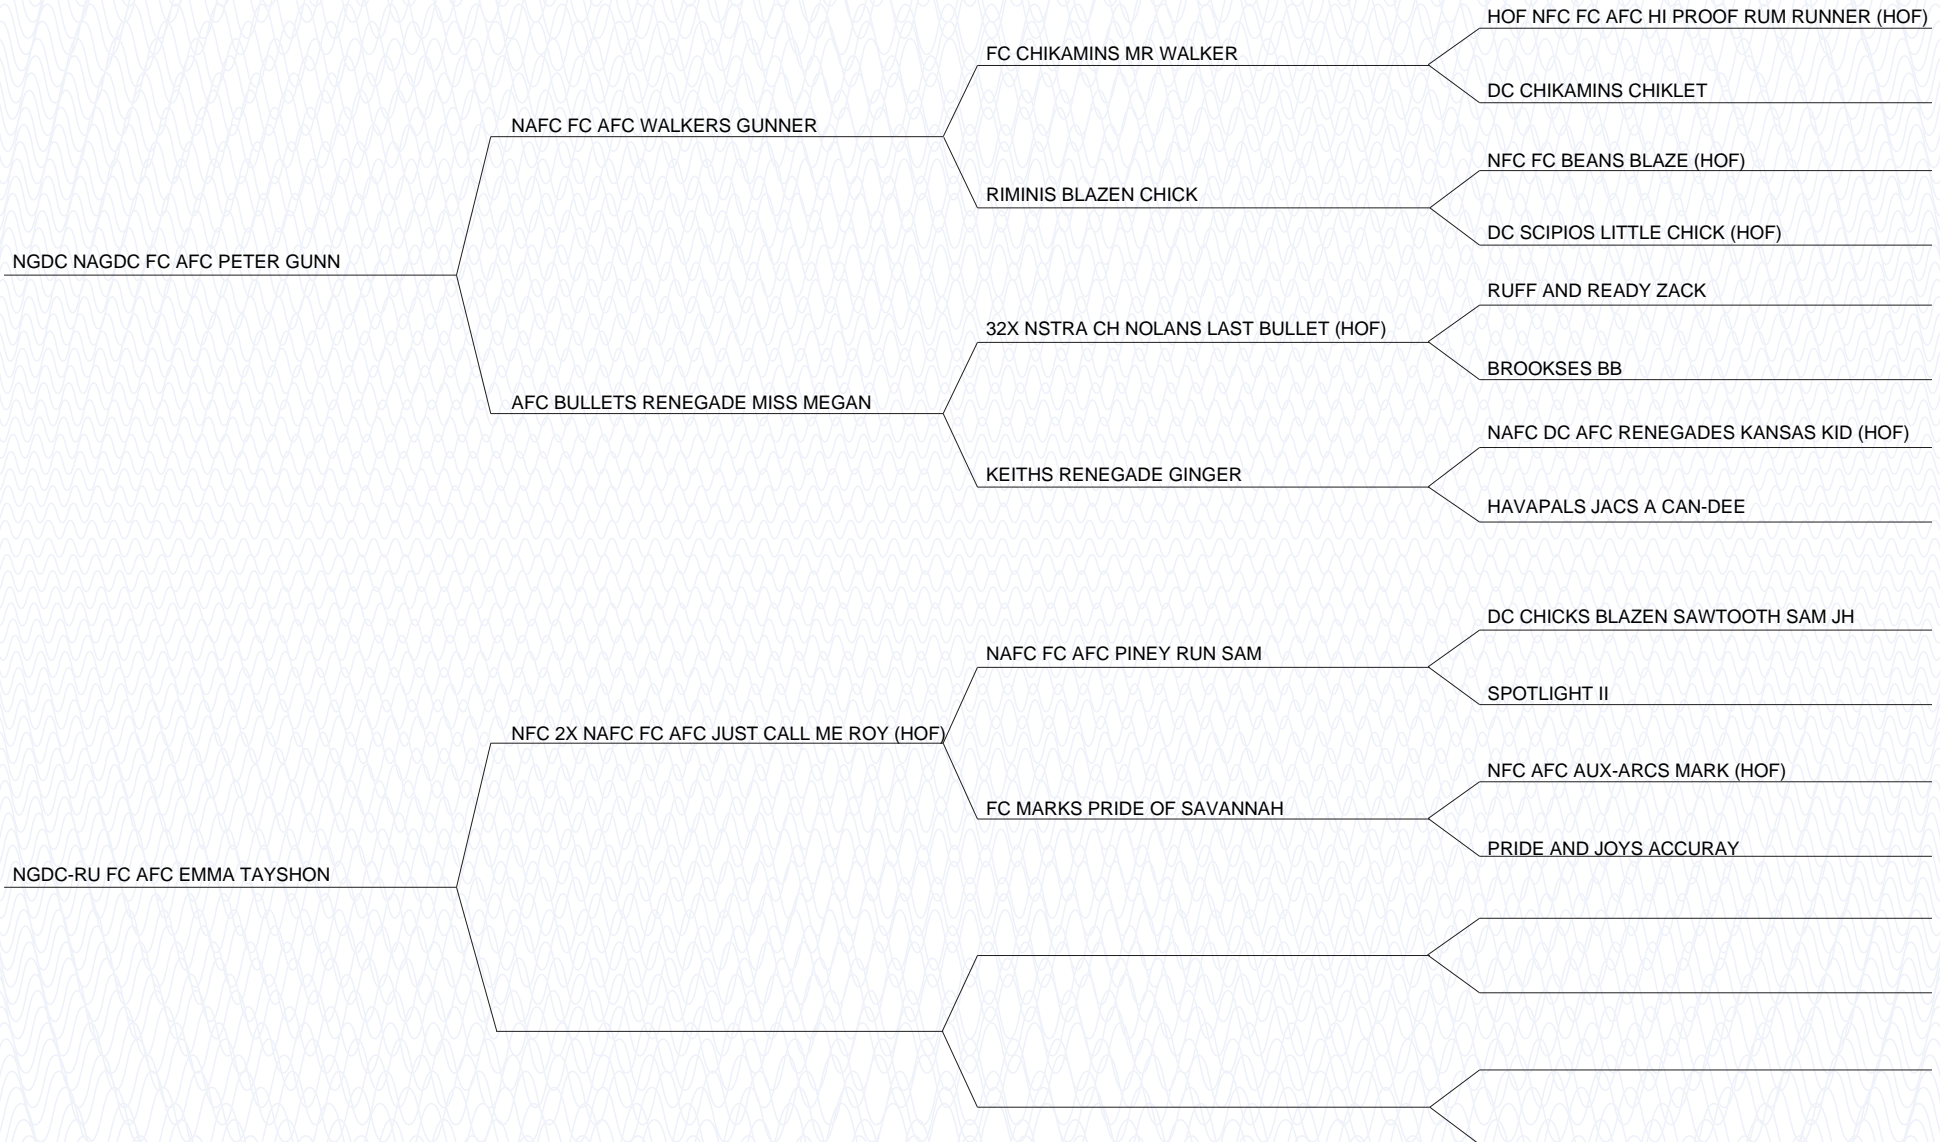 HOF NFC FC AFC HI PROOF RUM RUNNER (HOF)
FC CHIKAMINS MR WALKER
DC CHIKAMINS CHIKLET
NAFC FC AFC WALKERS GUNNER
NFC FC BEANS BLAZE (HOF)
RIMINIS BLAZEN CHICK
DC SCIPIOS LITTLE CHICK (HOF)
NGDC NAGDC FC AFC PETER GUNN
RUFF AND READY ZACK
32X NSTRA CH NOLANS LAST BULLET (HOF)
BROOKSES BB
AFC BULLETS RENEGADE MISS MEGAN
NAFC DC AFC RENEGADES KANSAS KID (HOF)
KEITHS RENEGADE GINGER
HAVAPALS JACS A CAN-DEE
DC CHICKS BLAZEN SAWTOOTH SAM JH
NAFC FC AFC PINEY RUN SAM
SPOTLIGHT II
NFC 2X NAFC FC AFC JUST CALL ME ROY (HOF)
NFC AFC AUX-ARCS MARK (HOF)
FC MARKS PRIDE OF SAVANNAH
PRIDE AND JOYS ACCURAY
NGDC-RU FC AFC EMMA TAYSHON